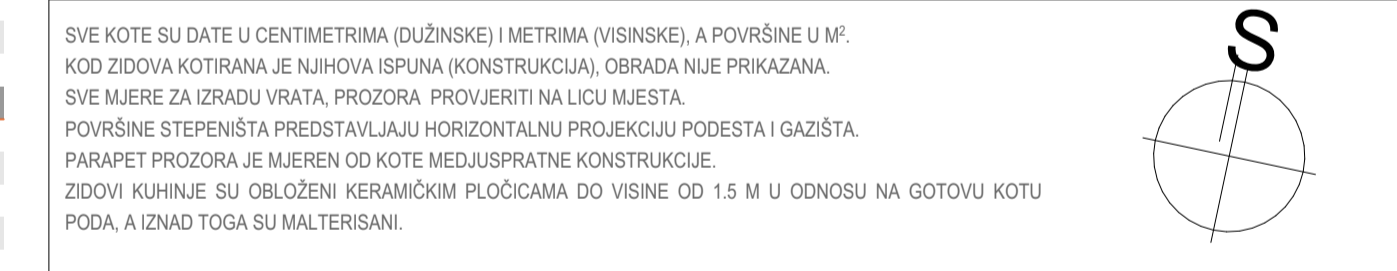 SVE KOTE SU DATE U CENTIMETRIMA (DUŽINSKE) I METRIMA (VISINSKE), A POVRŠINE U M².
KOD ZIDOVA KOTIRANA JE NJIHOVA ISPUNA (KONSTRUKCIJA), OBRADA NIJE PRIKAZANA.
SVE MJERE ZA IZRADU VRATA, PROZORA  PROVJERITI NA LICU MJESTA.
POVRŠINE STEPENIŠTA PREDSTAVLJAJU HORIZONTALNU PROJEKCIJU PODESTA I GAZIŠTA.
PARAPET PROZORA JE MJEREN OD KOTE MEDJUSPRATNE KONSTRUKCIJE.
ZIDOVI KUHINJE SU OBLOŽENI KERAMIČKIM PLOČICAMA DO VISINE OD 1.5 M U ODNOSU NA GOTOVU KOTU
PODA, A IZNAD TOGA SU MALTERISANI.
S